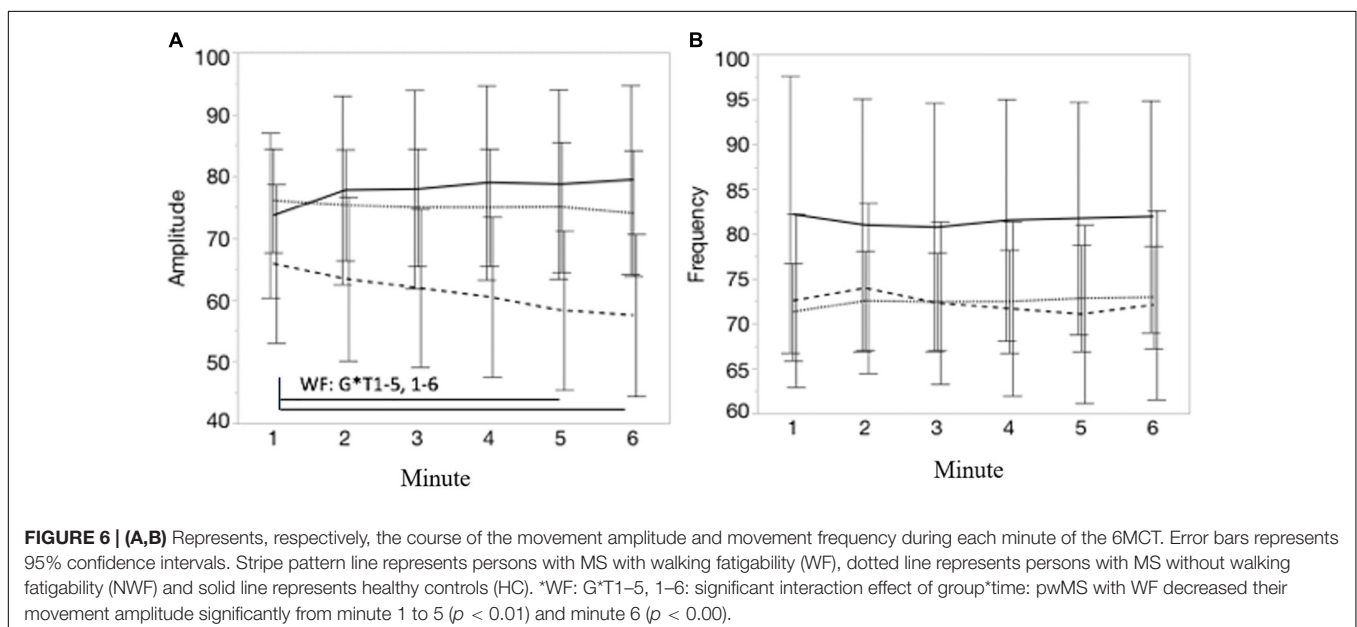 A
B
100
90
80
70
60
50
40
Amplitude
WF: G*T1-5, 1-6
1 2 3 4 5 6
Minute
100
95
90
85
80
75
70
65
60
Frequency
1 2 3 4 5 6
Minute
FIGURE 6 | (A,B) Represents, respectively, the course of the movement amplitude and movement frequency during each minute of the 6MCT. Error bars represents
95% confidence intervals. Stripe pattern line represents persons with MS with walking fatigability (WF), dotted line represents persons with MS without walking
fatigability (NWF) and solid line represents healthy controls (HC). *WF: G*T1–5, 1–6: significant interaction effect of group*time: pwMS with WF decreased their
movement amplitude significantly from minute 1 to 5 (p < 0.01) and minute 6 (p < 0.00).